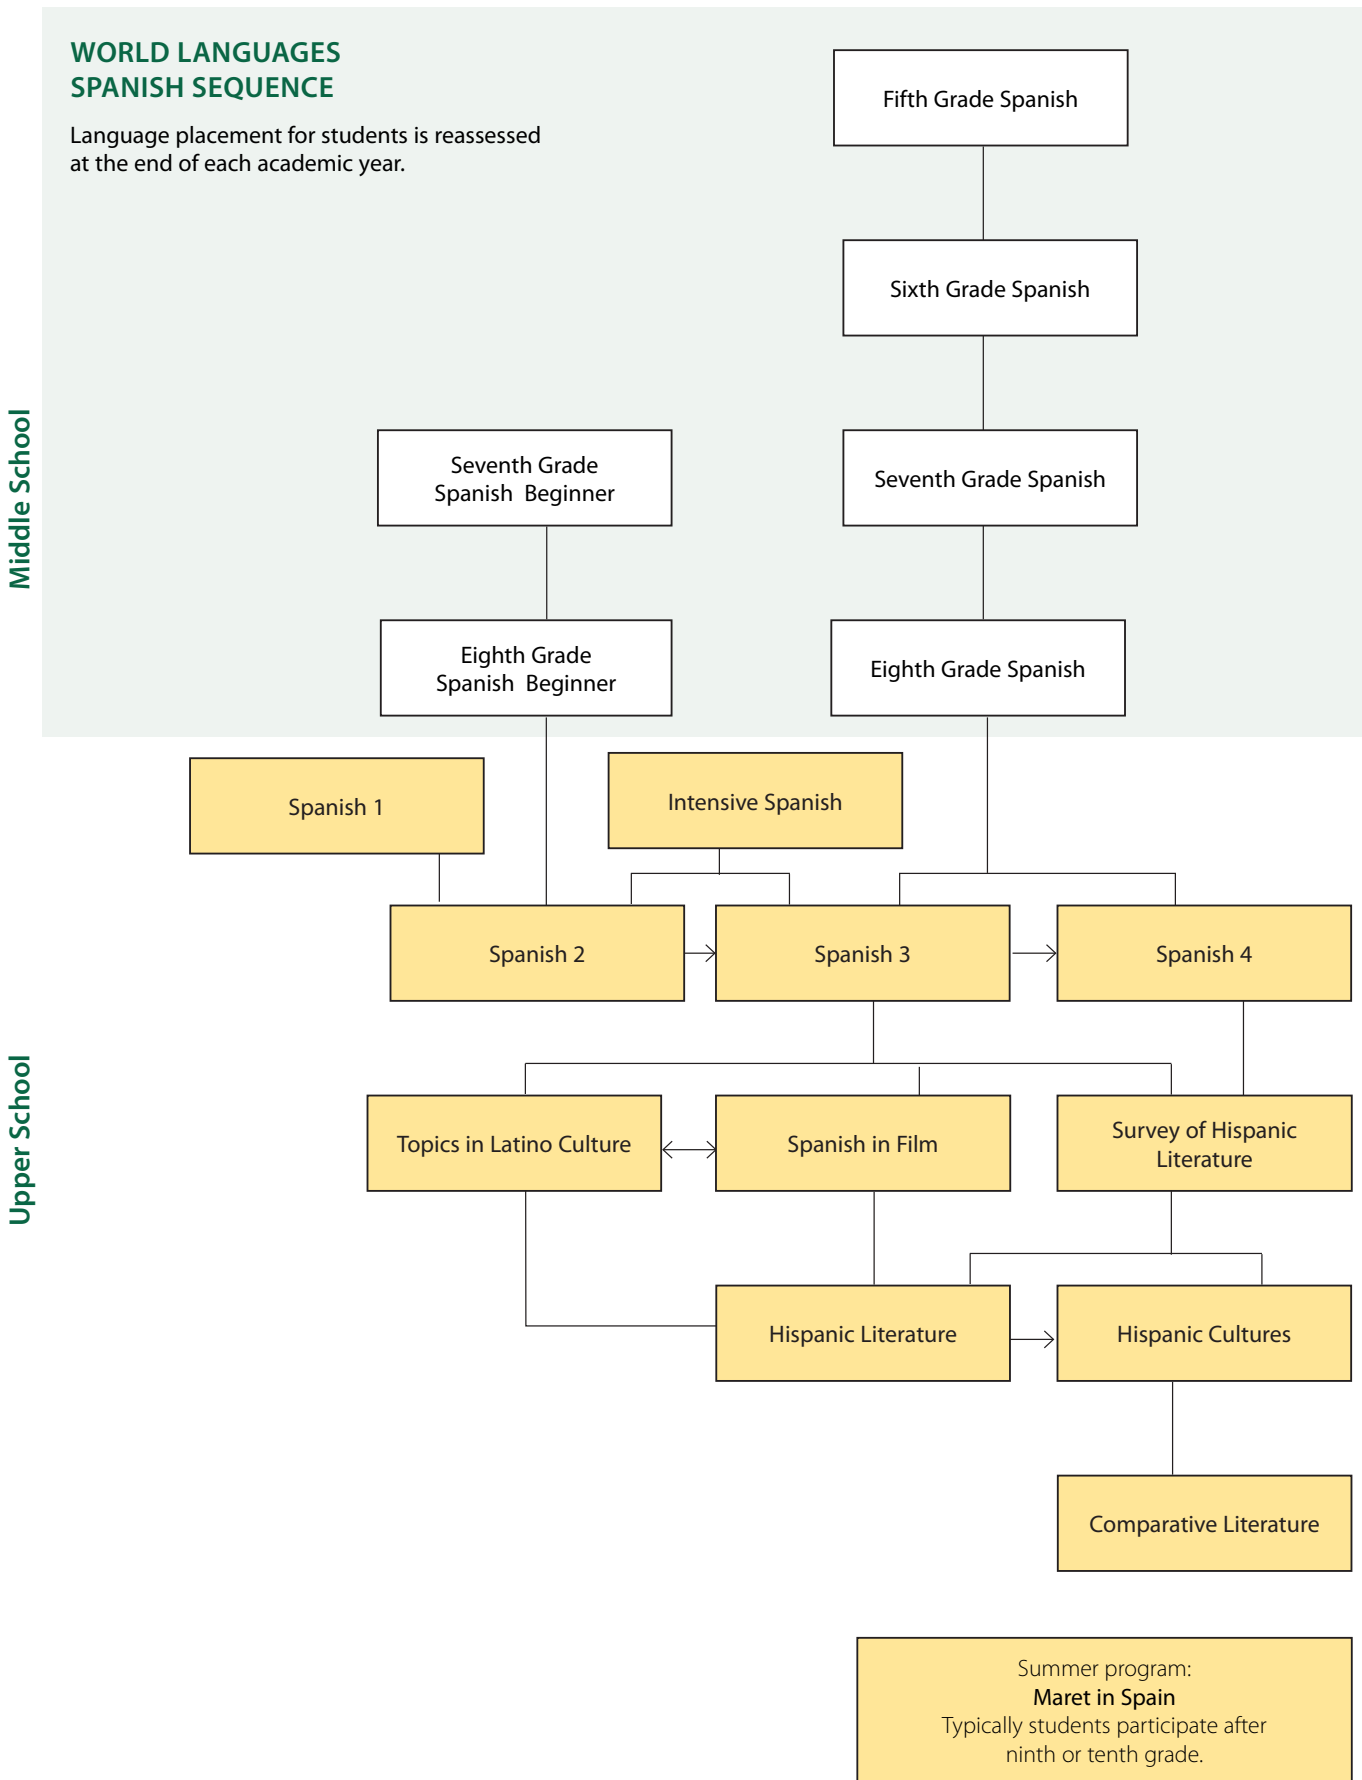 WORLD LANGUAGES
SPANISH SEQUENCE
Language placement for students is reassessed
at the end of each academic year.
Middle School
Fifth Grade Spanish
Sixth Grade Spanish
Seventh Grade
Spanish Beginner
Seventh Grade Spanish
Eighth Grade
Spanish Beginner
Eighth Grade Spanish
Upper School
Spanish 1
Intensive Spanish
Spanish 2
Spanish 3
Spanish 4
Topics in Latino Culture
Spanish in Film
Survey of Hispanic
Literature
Hispanic Literature
Hispanic Cultures
Comparative Literature
Summer program:
Maret in Spain
Typically students participate after
ninth or tenth grade.